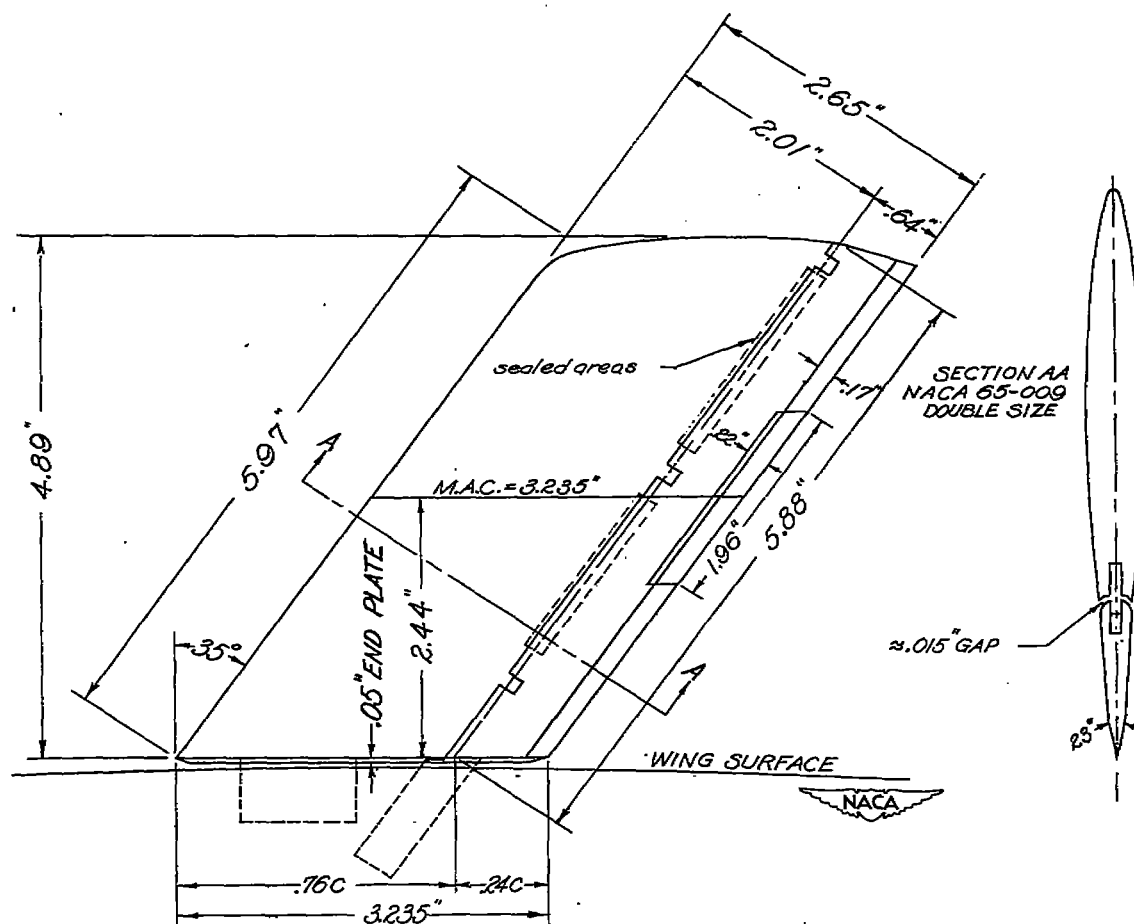 2.65"
2.01"
.64"
4.89"
5.97"
sealed areas
.17"
SECTION AA
NACA 65-009
DOUBLE SIZE
.22"
A
M.A.C.=3.235"
5.88"
1.96"
.05" END PLATE
2.44"
35°
A
≈.015" GAP
23°
WING SURFACE
NACA
.76C
.24C
3.235"